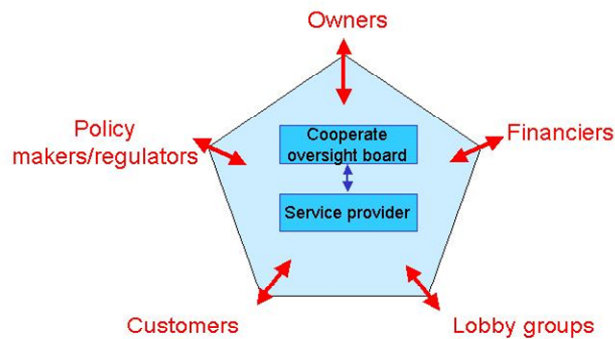 Owners
Policy
makers/regulators
Financiers
Cooperate
oversight board
Service provider
Customers
Lobby groups